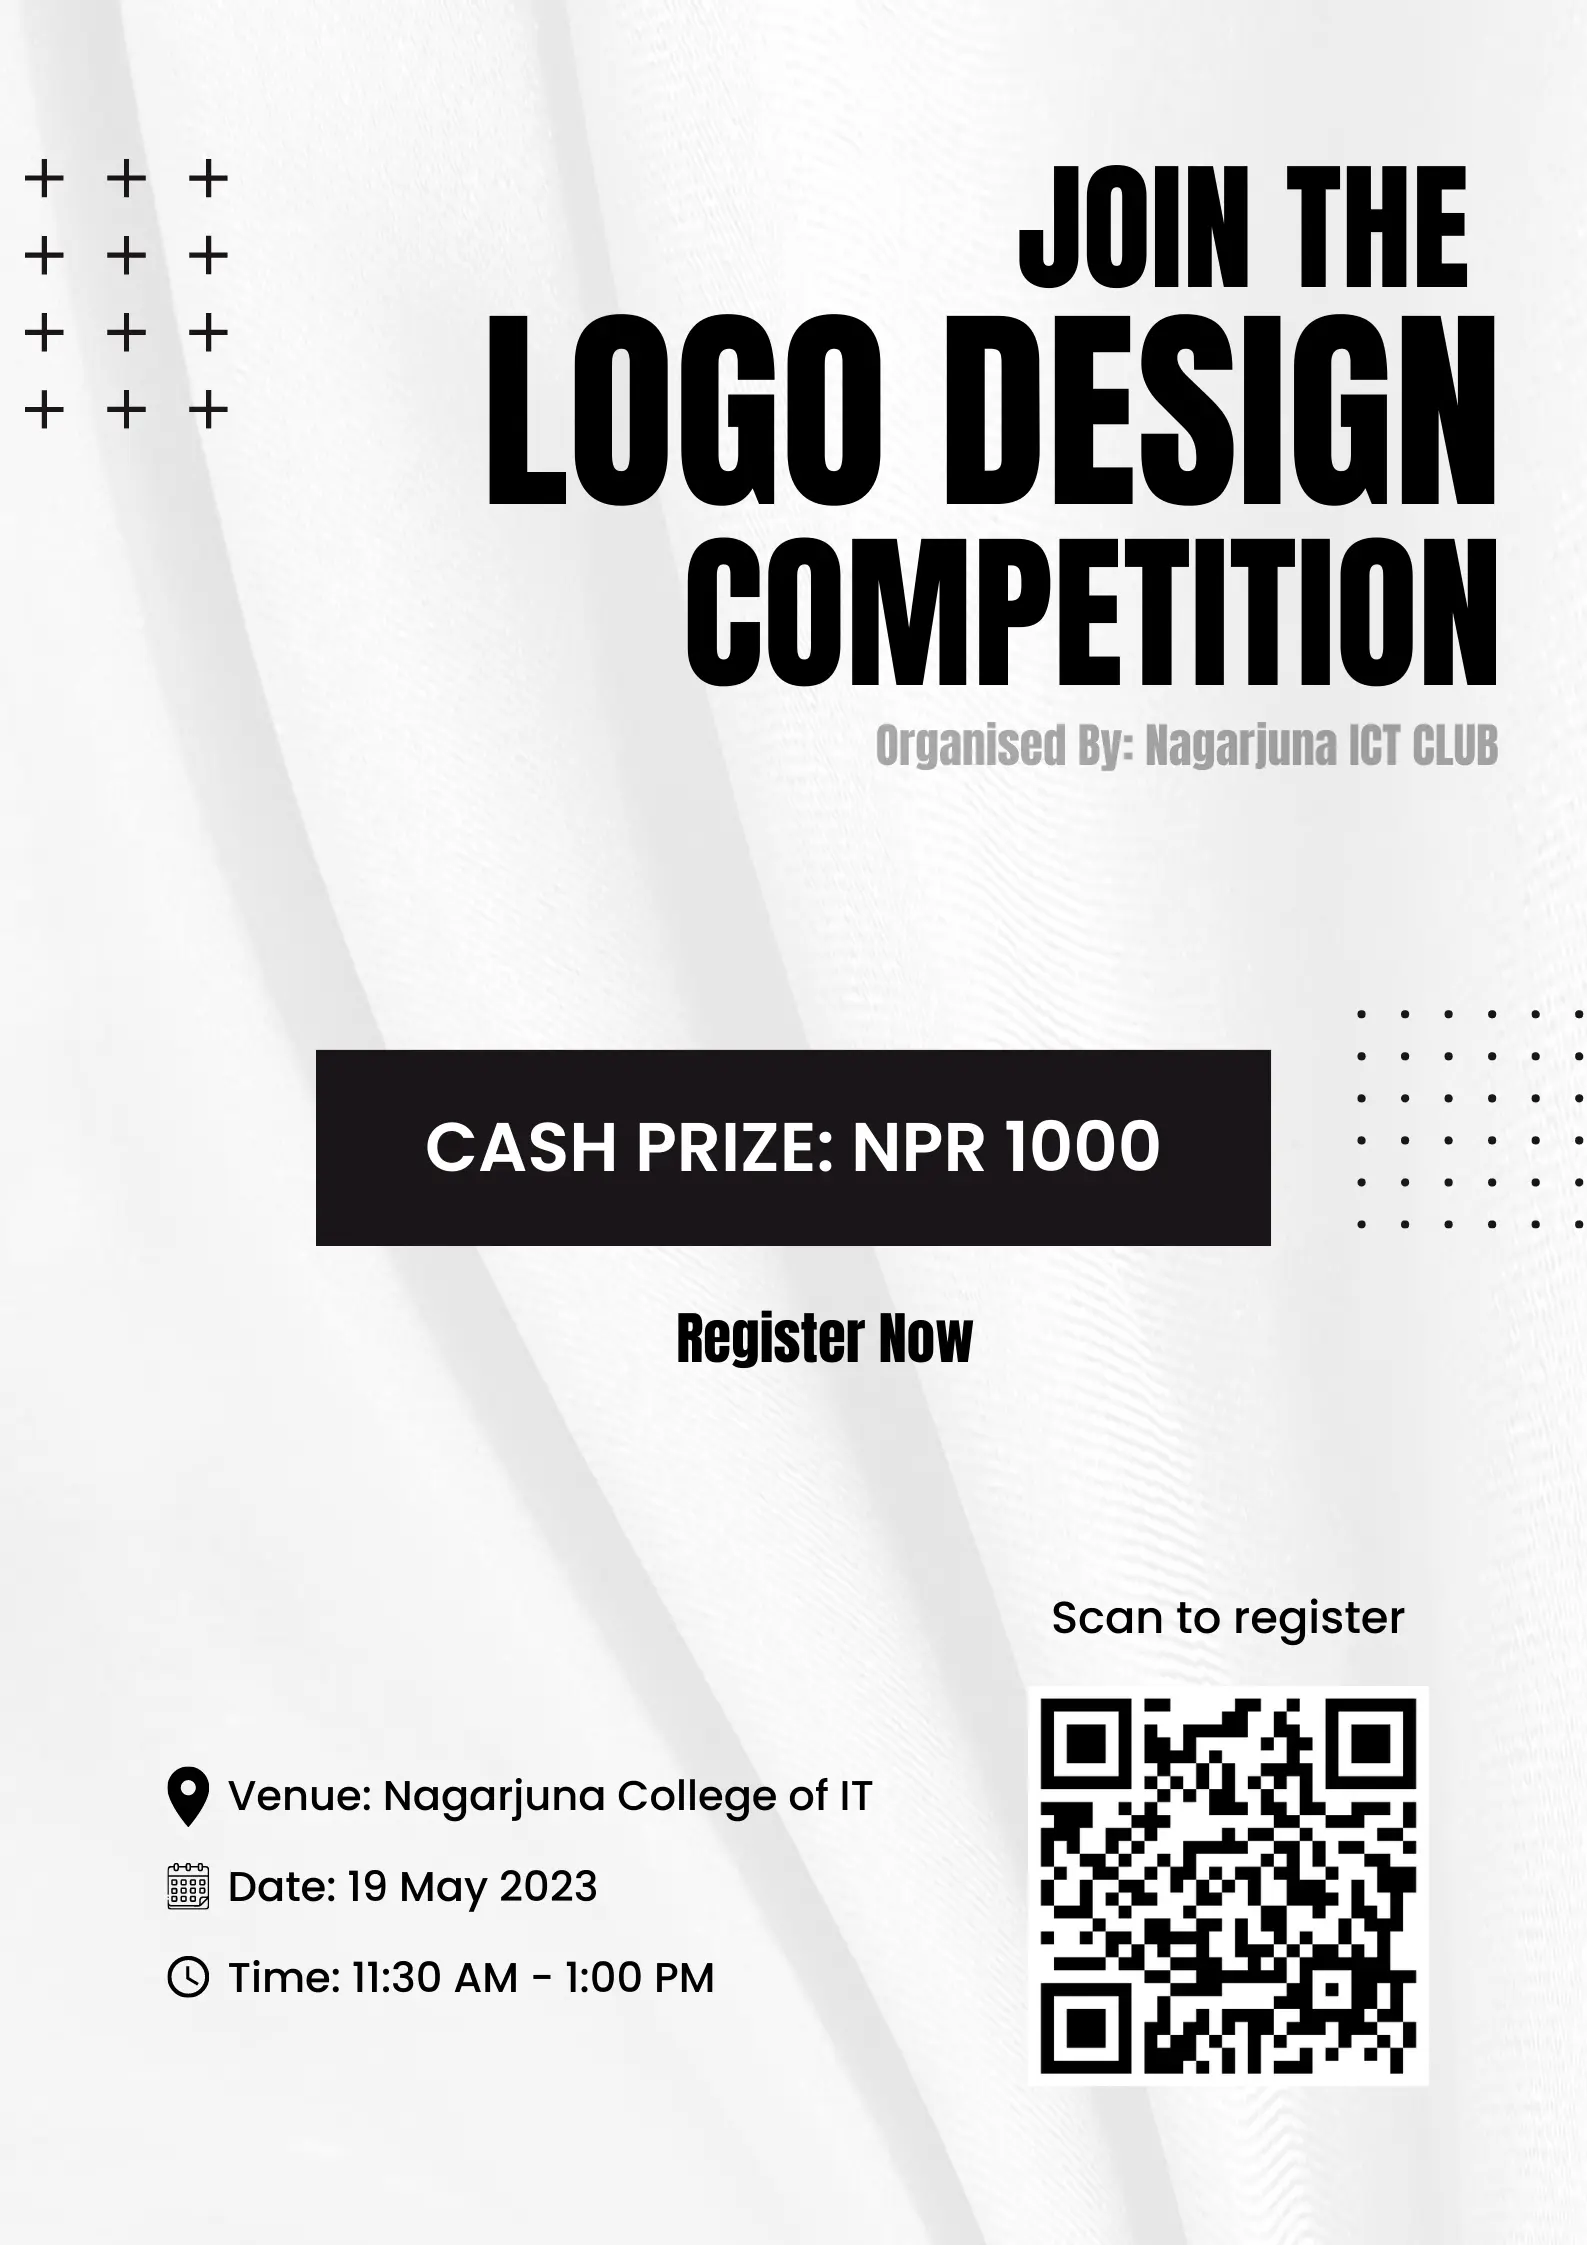 JOIN THE
LOGO DESIGN
COMPETITION
Organised By: Nagarjuna ICT CLUB
CASH PRIZE: NPR 1000
Register Now
Scan to register
Venue: Nagarjuna College of IT
Date: 19 May 2023
Time: 11:30 AM - 1:00 PM